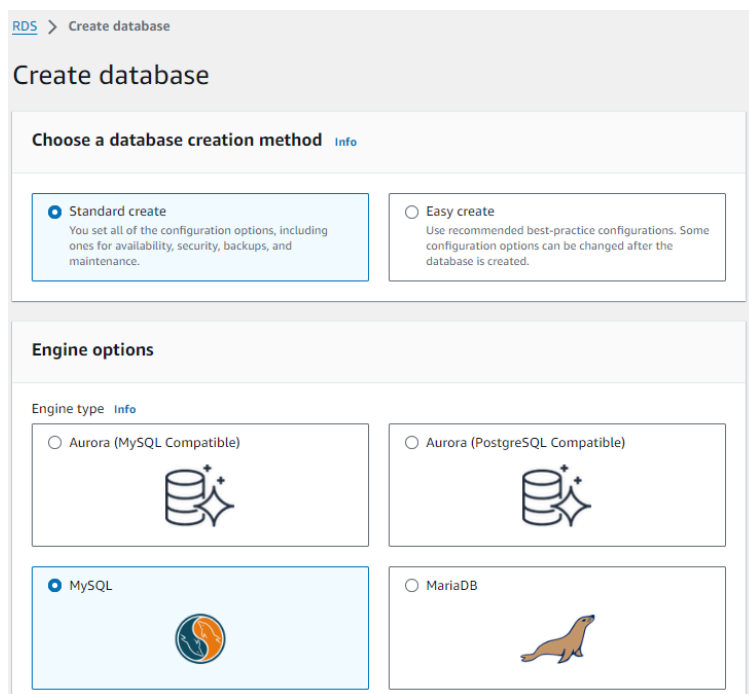 RDS > Create database
Create database
Choose a database creation method Info
Standard create
You set all of the configuration options, including
ones for availability, security, backups, and
maintenance.
Easy create
Use recommended best-practice configurations. Some
configuration options can be changed after the
database is created.
Engine options
Engine type Info
Aurora (MySQL Compatible)
Aurora (PostgreSQL Compatible)
MySQL
MariaDB